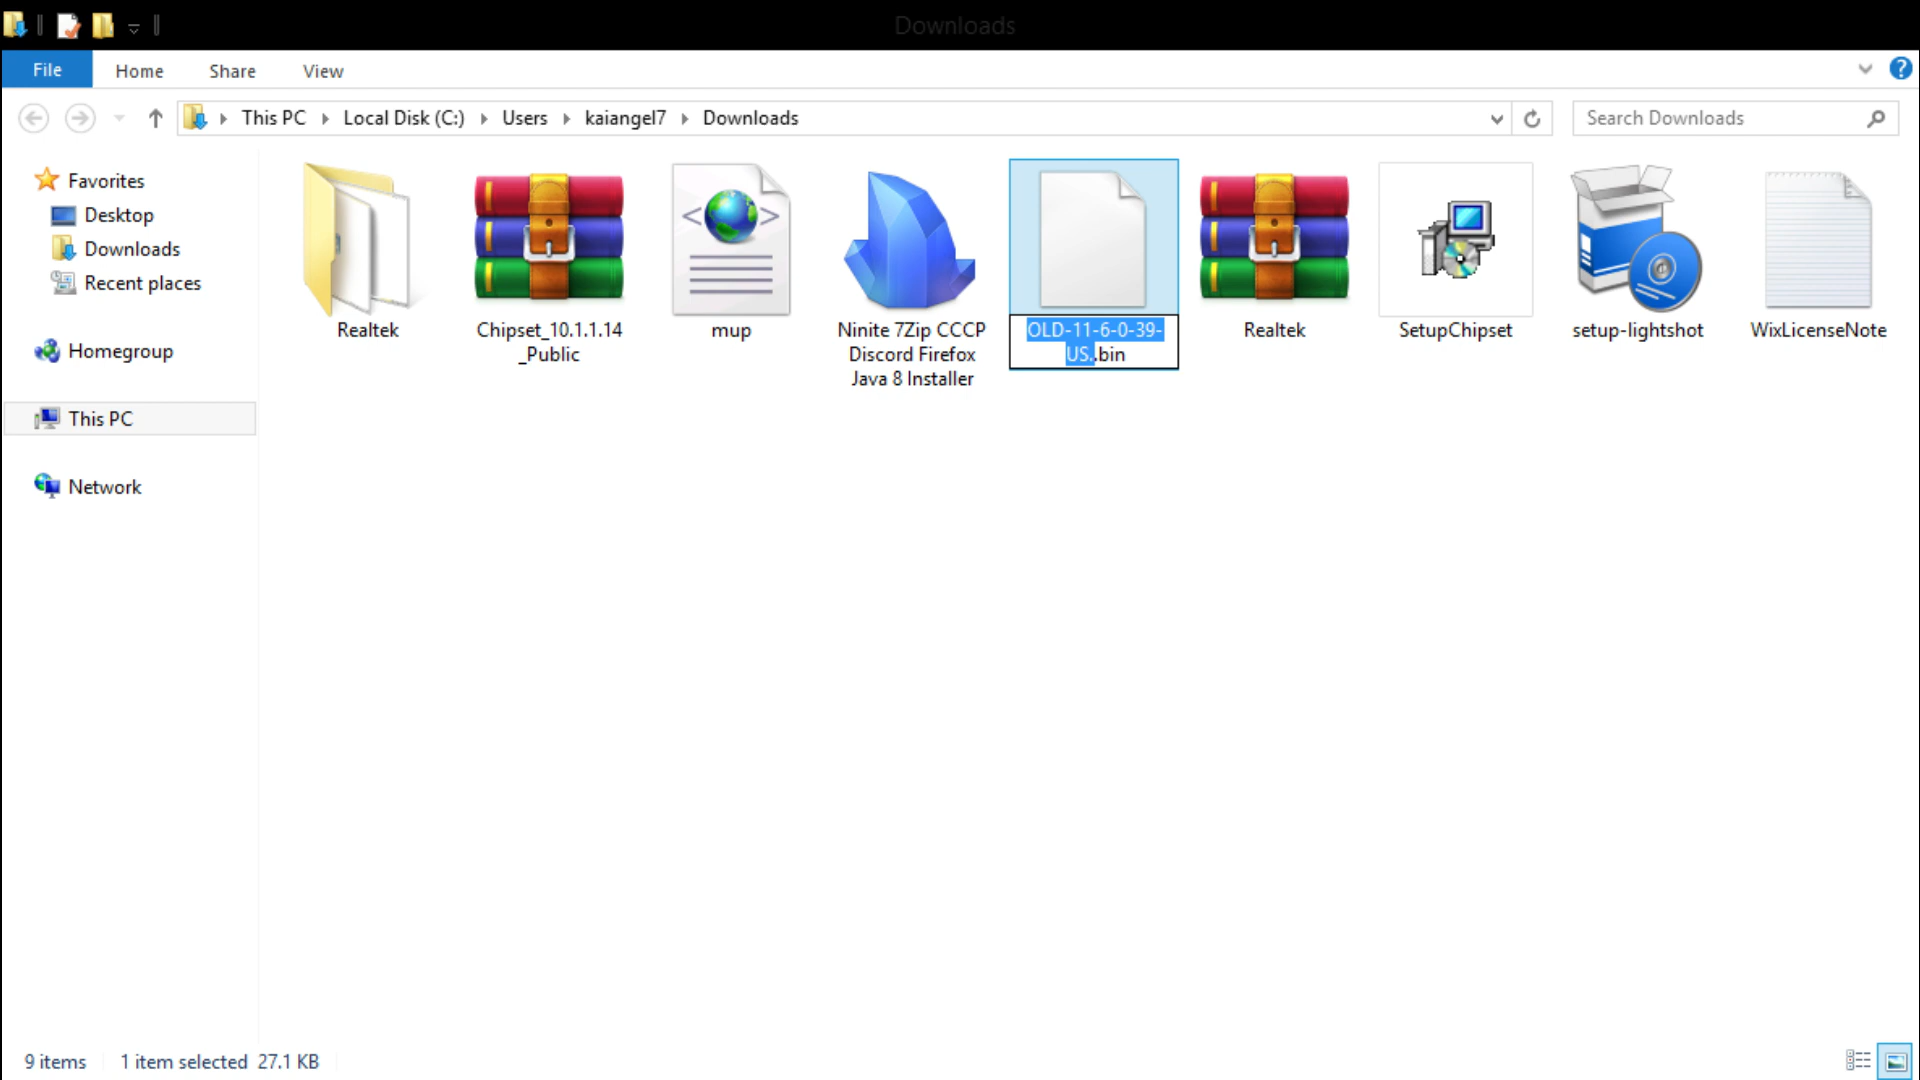 Downloads
File
Home
Share
View
This PC
Local Disk (C:)
Users
kaiangel7
Downloads
Search Downloads
Favorites
Desktop
Downloads
Recent places
Homegroup
This PC
Network
Realtek
Chipset_10.1.1.14
_Public
mup
Ninite 7Zip CCCP
Discord Firefox
Java 8 Installer
OLD-11-6-0-39-
US..bin
Realtek
SetupChipset
setup-lightshot
WixLicenseNote
9 items
1 item selected 27.1 KB